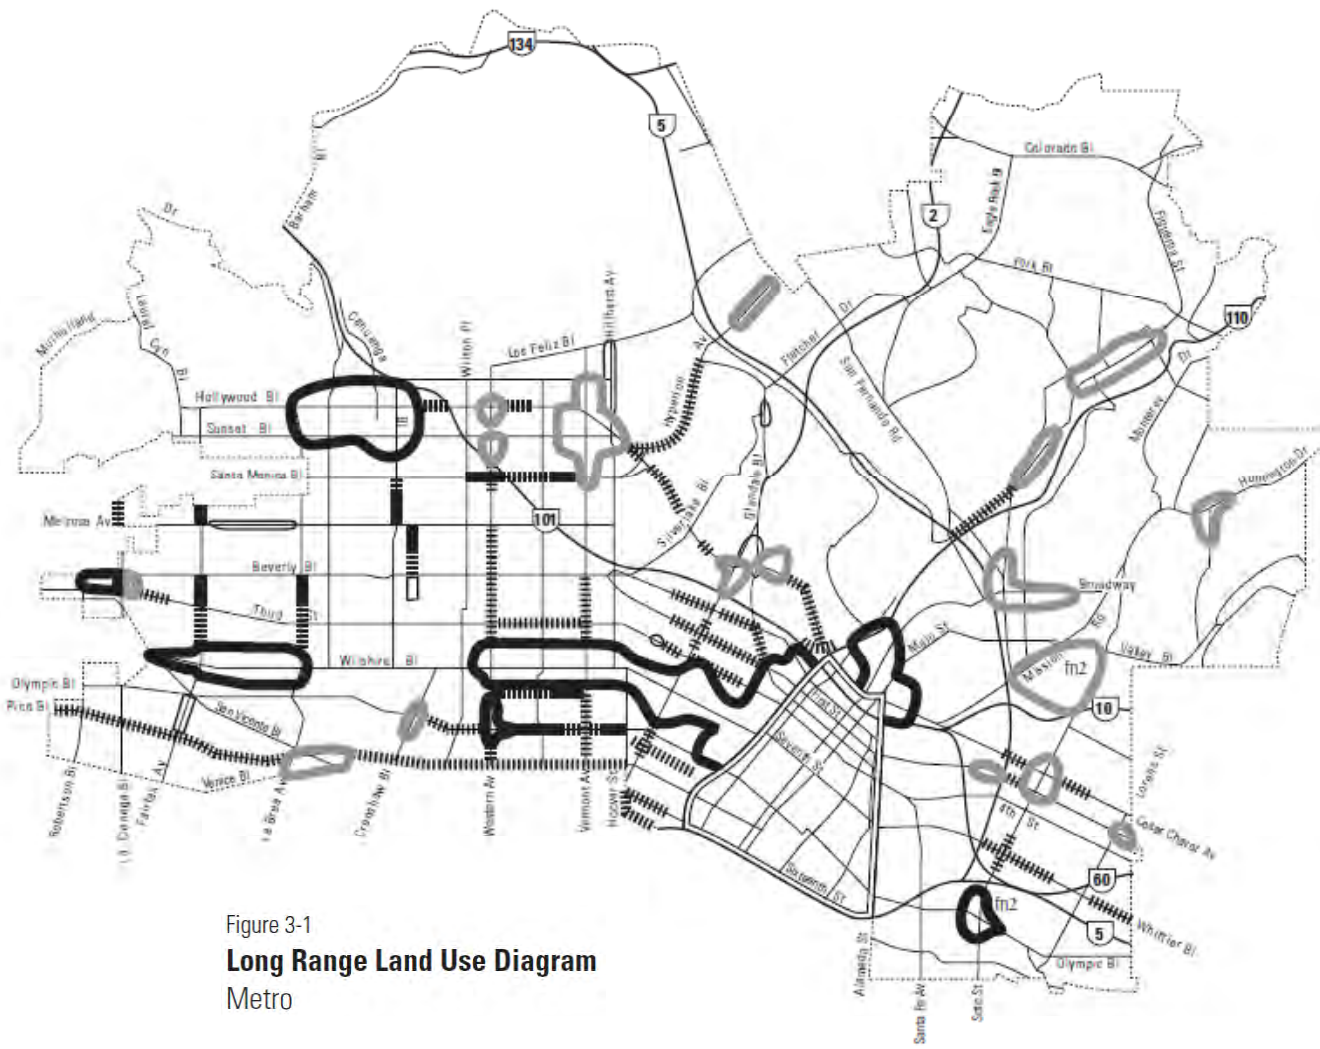 134
5
Colorado Bl
Barham Bl
Eagle Rock Bl
2
Figueroa St
Dr
York Bl
Mulholland
Laurel Cyn Bl
Cahuenga
Wilton Pl
Hillhurst Av
Los Feliz Bl
Hyperion Av
Fletcher Dr
San Fernando Rd
110
Dr
Monterey
Hollywood Bl
Sunset Bl
Santa Monica Bl
Huntington Dr
Melrose Av
101
Silverlake Bl
Glendale Bl
Beverly Bl
Third St
Broadway
Main St
Mission Rd
Valley Bl
fn2
Wilshire Bl
Olympic Bl
Pico Bl
San Vicente Bl
First St
10
Seventh St
Venice Bl
Robertson Bl
La Cienega Bl
Fairfax Av
La Brea Av
Crenshaw Bl
Western Av
Vermont Av
Hoover St
Lorena St
4th St
Cesar Chavez Av
Sixteenth St
60
fn2
5
Whittier Bl
Olympic Bl
Alameda St
Santa Fe Av
Soto St
Figure 3-1
Long Range Land Use Diagram
Metro